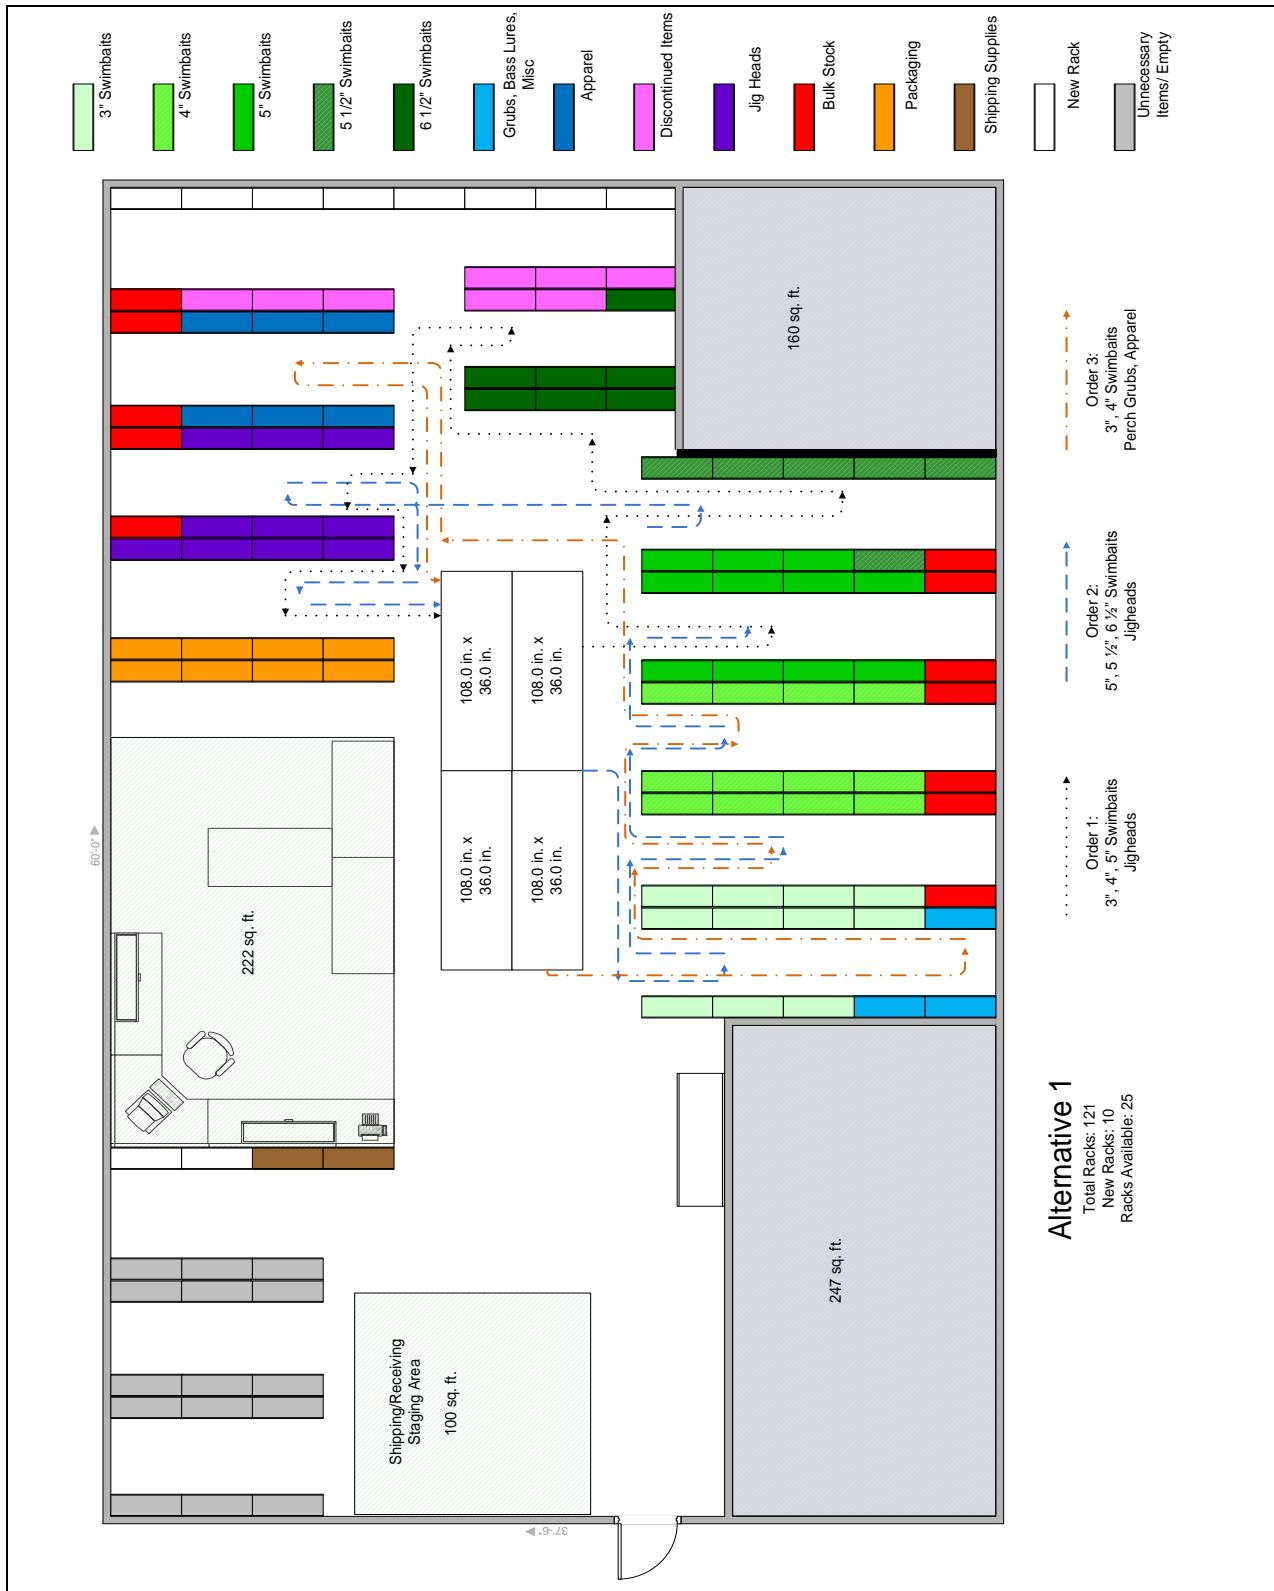 3" Swimbaits
4" Swimbaits
5" Swimbaits
5 1/2" Swimbaits
6 1/2" Swimbaits
Grubs, Bass Lures,
Misc
Apparel
Discontinued Items
Jig Heads
Bulk Stock
Packaging
Shipping Supplies
New Rack
Unnecessary
Items/ Empty
60'-0"
37'-6"
222 sq. ft.
108.0 in. x
36.0 in.
108.0 in. x
36.0 in.
108.0 in. x
36.0 in.
108.0 in. x
36.0 in.
160 sq. ft.
Shipping/Receiving
Staging Area
100 sq. ft.
247 sq. ft.
Alternative 1
Total Racks: 121
New Racks: 10
Racks Available: 25
Order 1:
3", 4", 5" Swimbaits
Jigheads
Order 2:
5", 5 ½", 6 ½" Swimbaits
Jigheads
Order 3:
3", 4" Swimbaits
Perch Grubs, Apparel